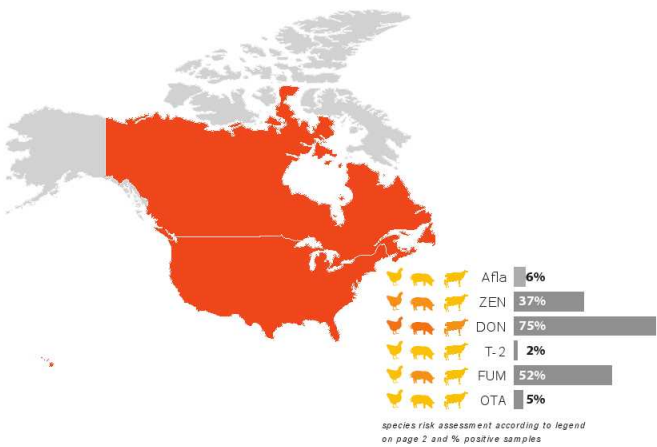 Afla 6%
ZEN 37%
DON 75%
T-2 2%
FUM 52%
OTA 5%
species risk assessment according to legend
on page 2 and % positive samples